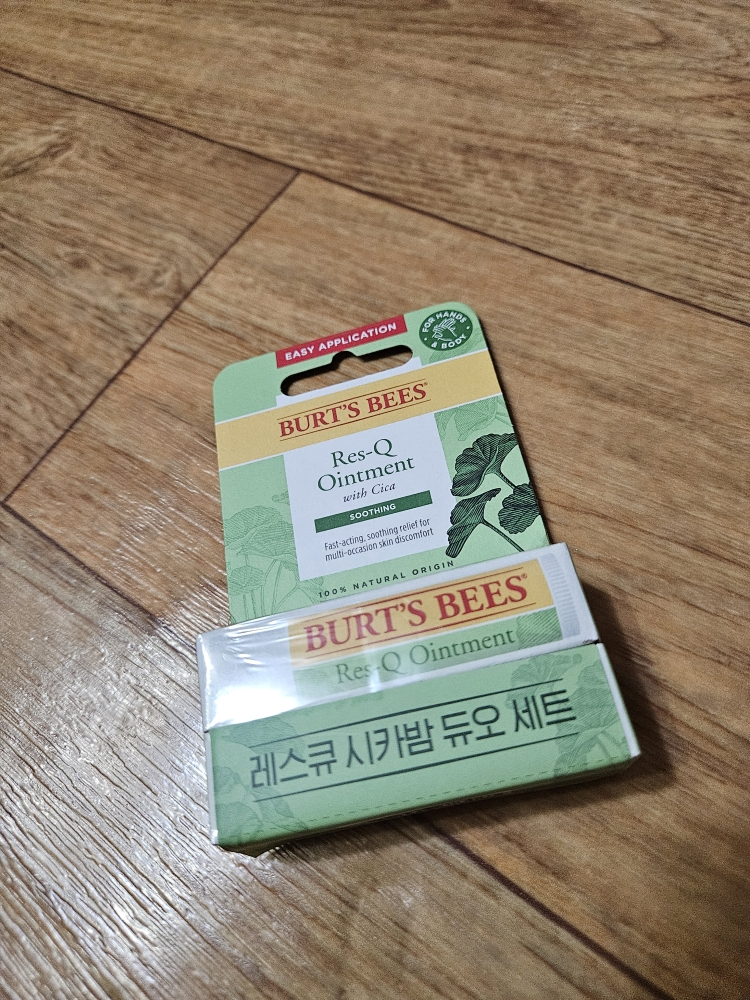 EASY APPLICATION
FOR HANDS & BODY
BURT'S BEES®
Res-Q
Ointment
with Cica
SOOTHING
Fast-acting, soothing relief for
multi-occasion skin discomfort
100% NATURAL ORIGIN
BURT'S BEES®
Res-Q Ointment
레스큐 시카밤 듀오 세트